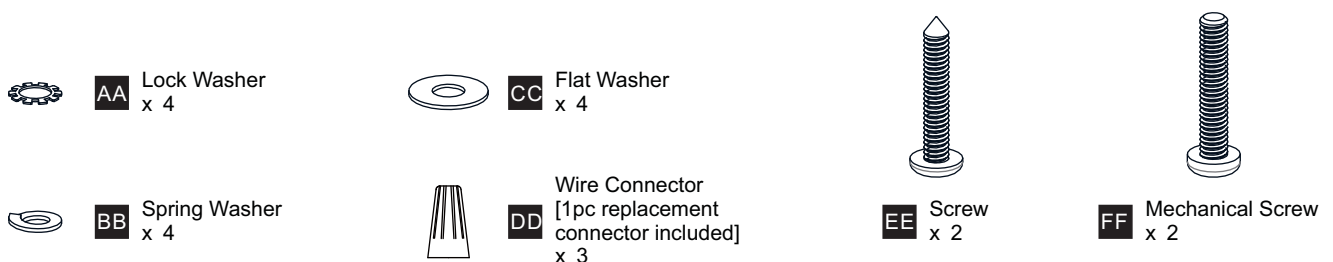 AA
Lock Washer
x 4
CC
Flat Washer
x 4
BB
Spring Washer
x 4
DD
Wire Connector
[1pc replacement
connector included]
x 3
EE
Screw
x 2
FF
Mechanical Screw
x 2